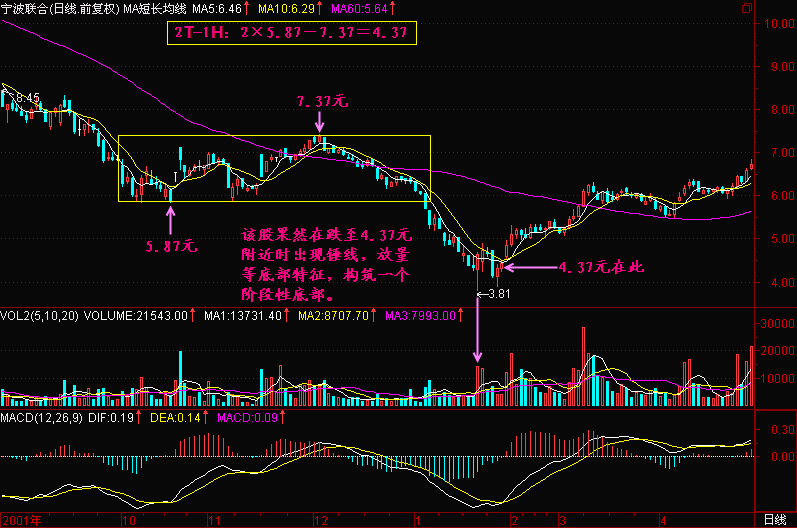 宁波联合(日线.前复权) MA短长均线 MA5:6.46↑ MA10:6.29↑ MA60:5.64↑
2T-1H: 2×5.87-7.37=4.37
10.00
9.00
8.45
8.00
7.37元
7.00
6.00
5.87元
5.00
该股果然在跌至4.37元
附近时出现锤线，放量
等底部特征，构筑一个
阶段性底部。
4.37元在此
4.00
←3.81
VOL2(5,10,20) VOLUME:21543.00↑ MA1:13731.40↑ MA2:8707.70↑ MA3:7993.00↑
30000
20000
10000
MACD(12,26,9) DIF:0.19↑ DEA:0.14↑ MACD:0.09↑
0.30
0.00
2001年 10 11 12 1 2 3 4 日线